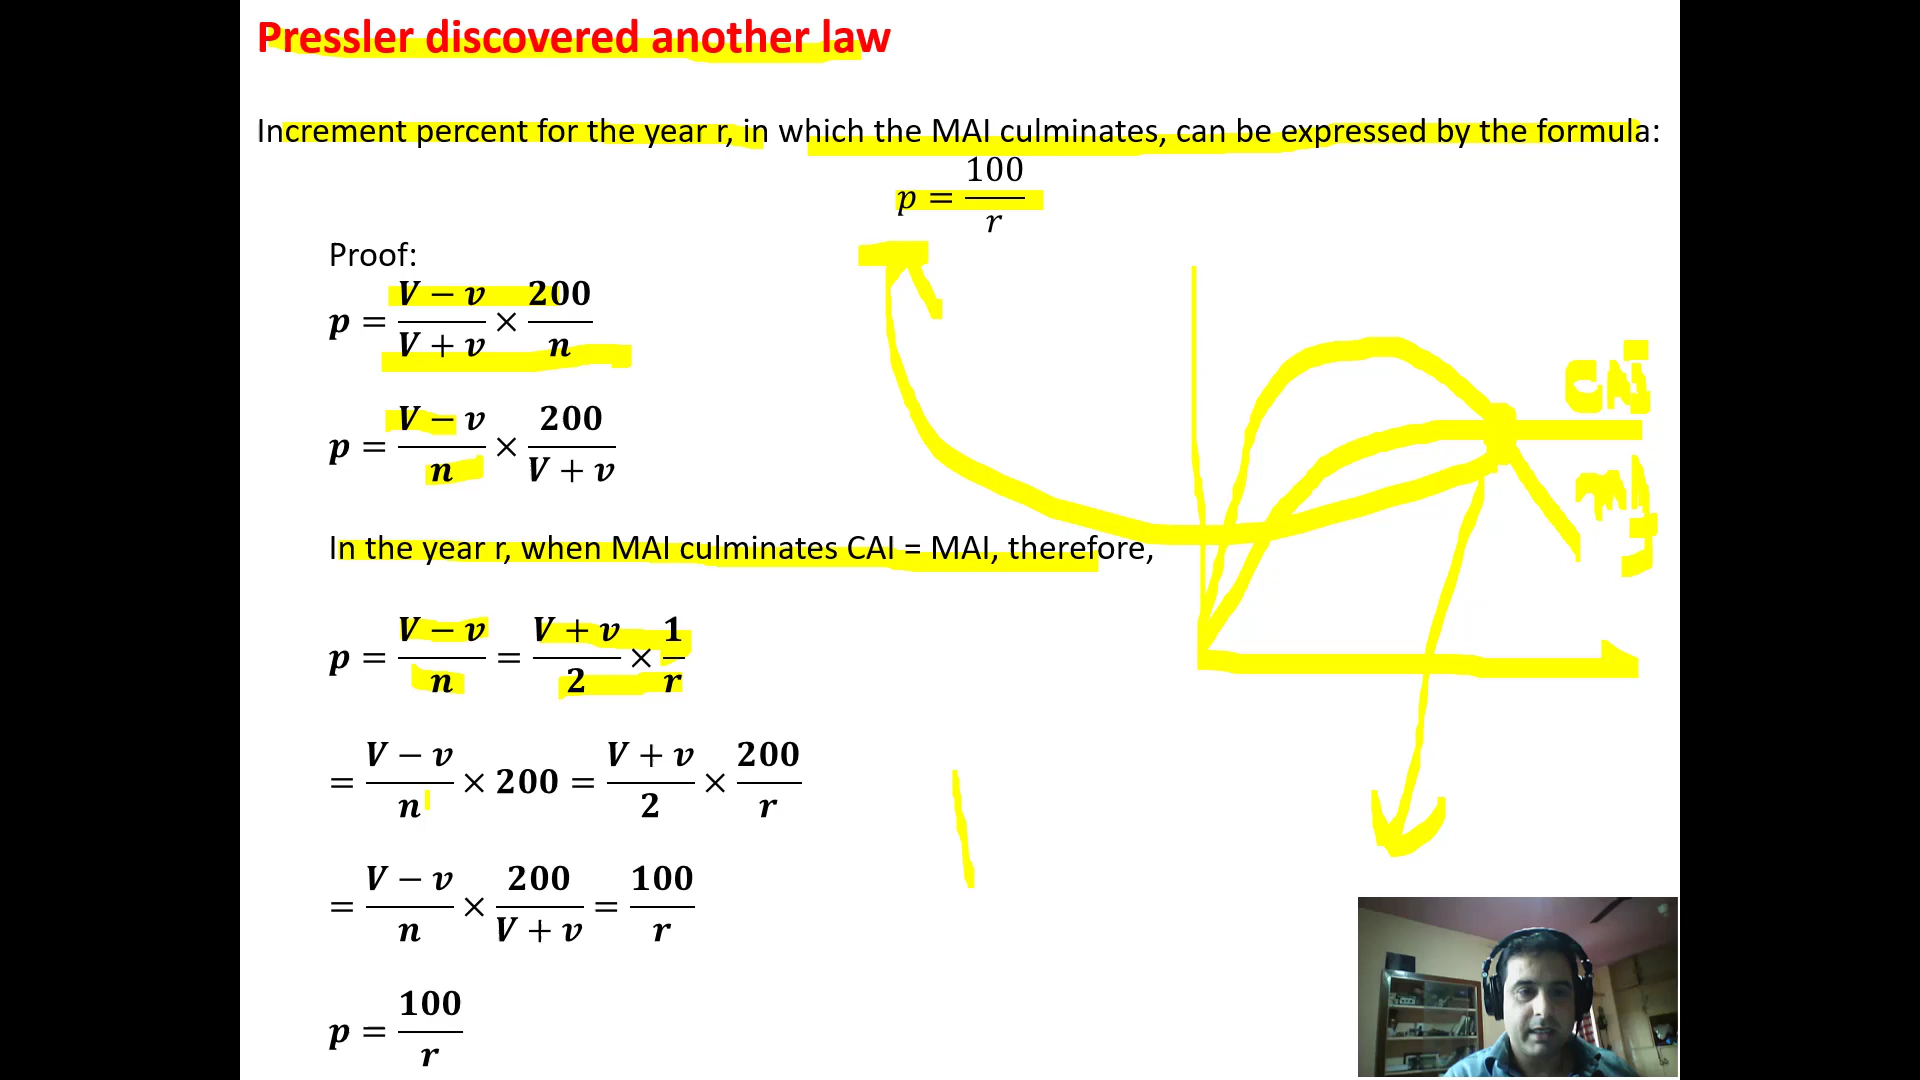 Pressler discovered another law
Increment percent for the year r, in which the MAI culminates, can be expressed by the formula:
p = 100/r
Proof:
p = (V − v)/(V + v) × 200/n
p = (V − v)/n × 200/(V + v)
In the year r, when MAI culminates CAI = MAI, therefore,
p = (V − v)/n = (V + v)/2 × 1/r
= (V − v)/n × 200 = (V + v)/2 × 200/r
= (V − v)/n × 200/(V + v) = 100/r
p = 100/r
CAI
MAI